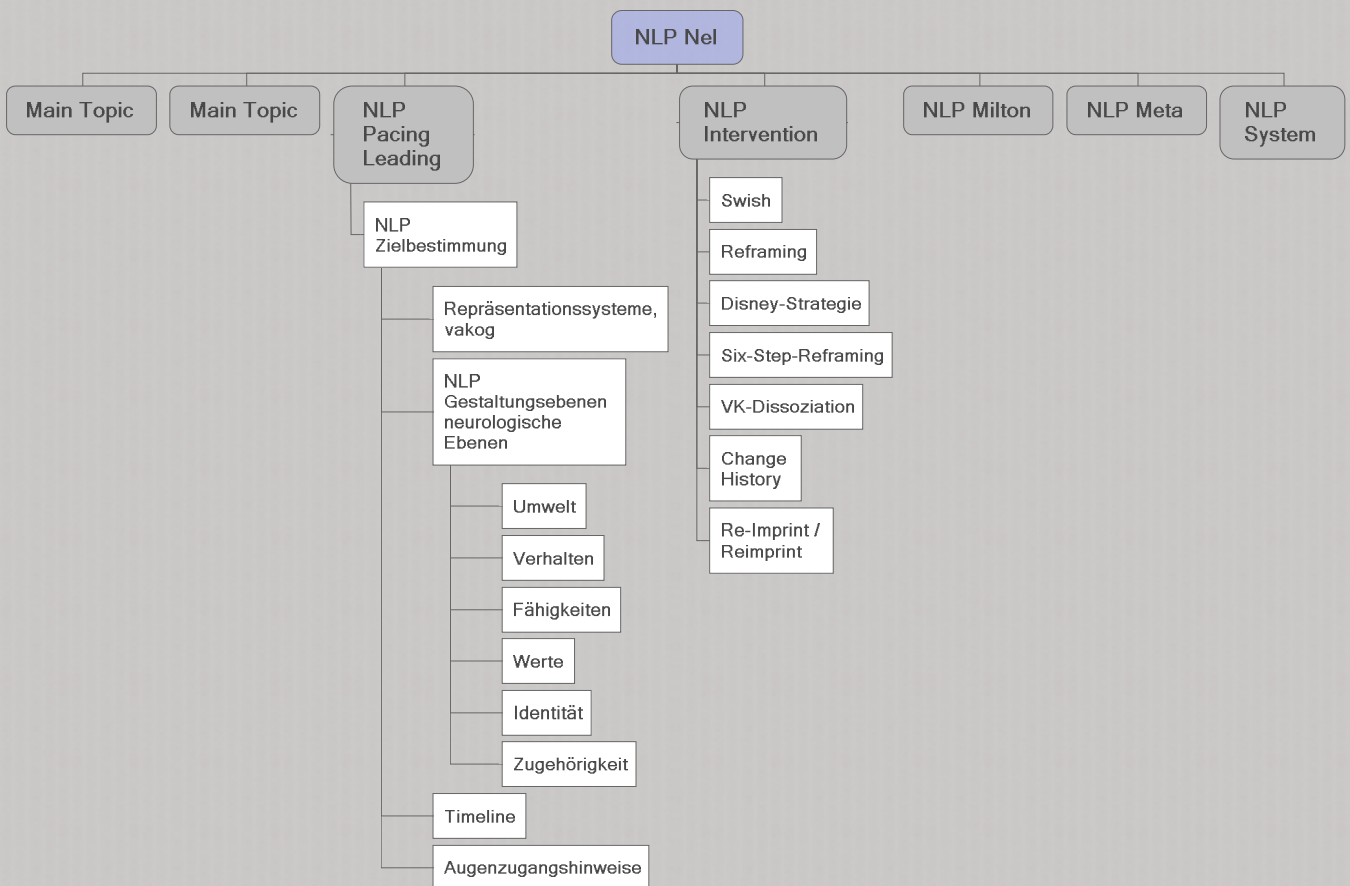 NLP Nel
Main Topic
Main Topic
NLP
Pacing
Leading
NLP
Intervention
NLP Milton
NLP Meta
NLP
System
NLP
Zielbestimmung
Repräsentationssysteme,
vakog
NLP
Gestaltungsebenen
neurologische
Ebenen
Umwelt
Verhalten
Fähigkeiten
Werte
Identität
Zugehörigkeit
Timeline
Augenzugangshinweise
Swish
Reframing
Disney-Strategie
Six-Step-Reframing
VK-Dissoziation
Change
History
Re-Imprint /
Reimprint